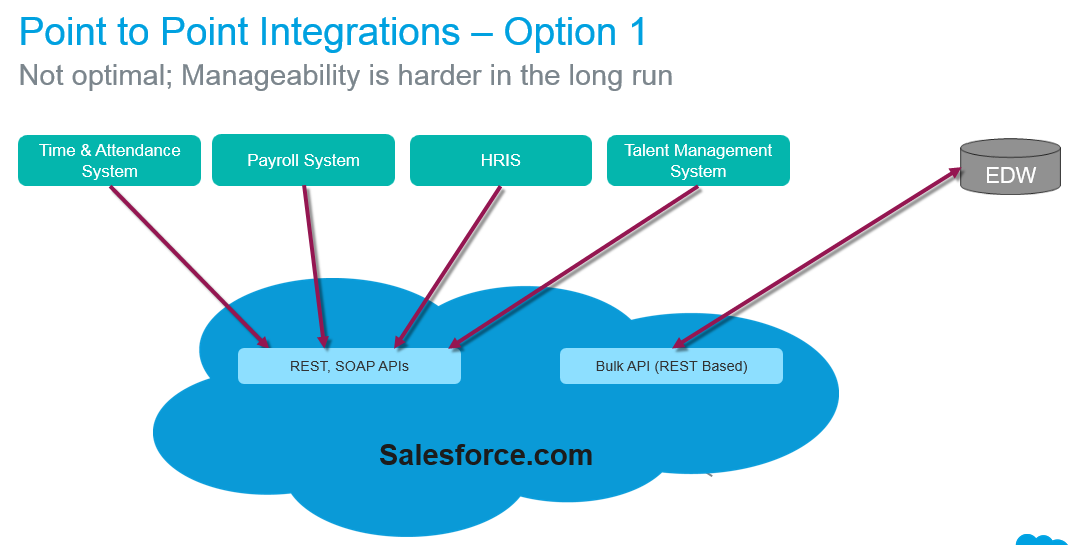 Point to Point Integrations – Option 1
Not optimal; Manageability is harder in the long run
Time & Attendance
System
Payroll System
HRIS
Talent Management
System
EDW
REST, SOAP APIs
Bulk API (REST Based)
Salesforce.com